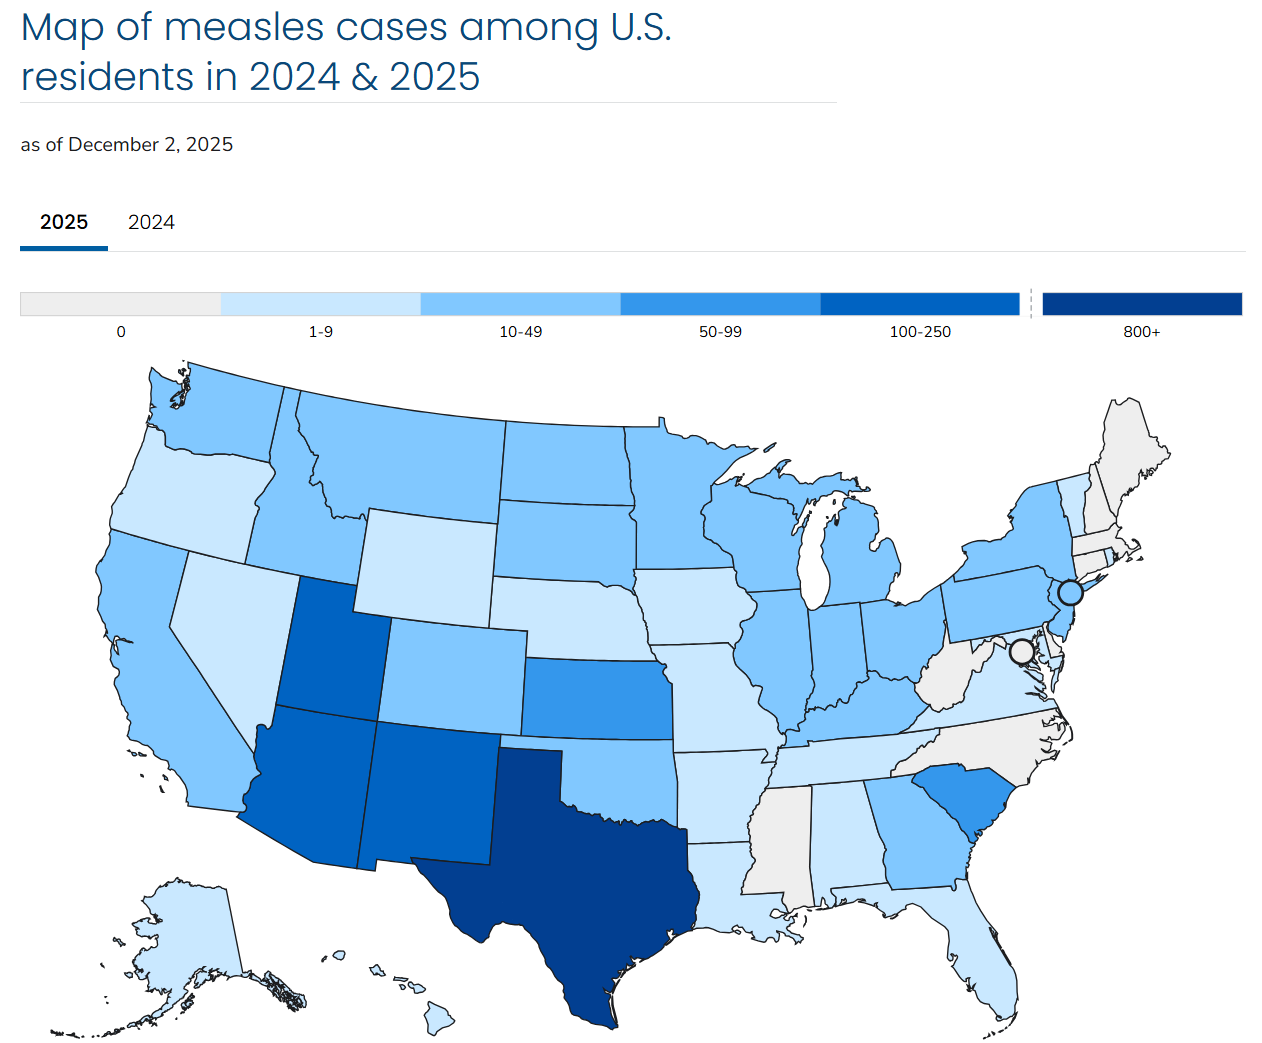 Map of measles cases among U.S.
residents in 2024 & 2025
as of December 2, 2025
2025 2024
0 1-9 10-49 50-99 100-250 800+